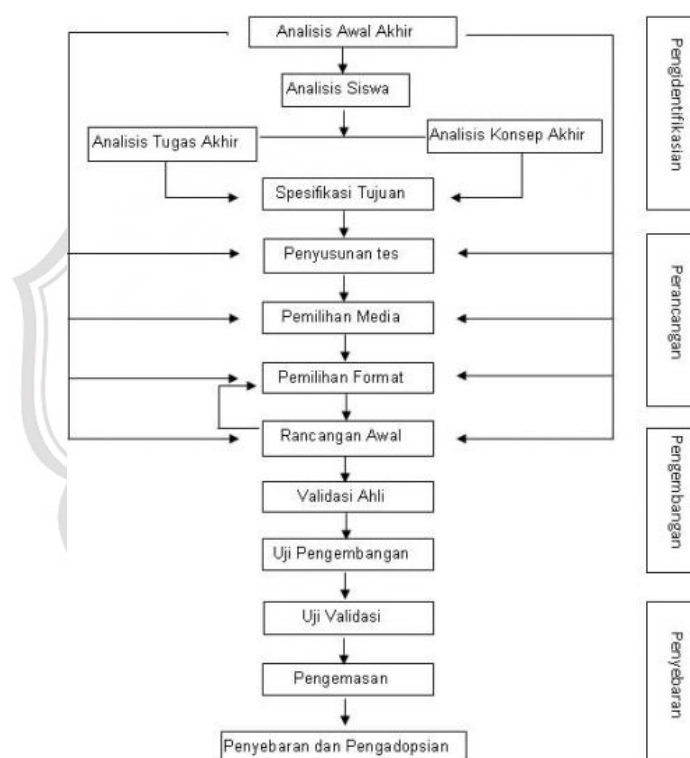 Analisis Awal Akhir
Analisis Siswa
Analisis Tugas Akhir
Analisis Konsep Akhir
Spesifikasi Tujuan
Penyusunan tes
Pemilihan Media
Pemilihan Format
Rancangan Awal
Validasi Ahli
Uji Pengembangan
Uji Validasi
Pengemasan
Penyebaran dan Pengadopsian
Pengidentifikasian
Perancangan
Pengembangan
Penyebaran